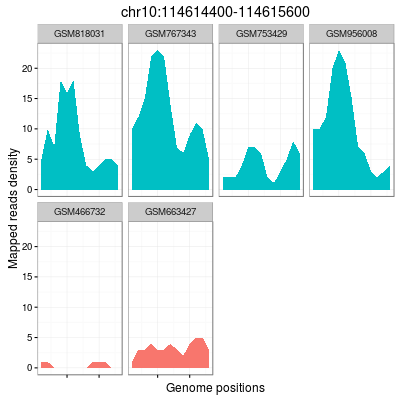 chr10:114614400-114615600
GSM818031 GSM767343 GSM753429 GSM956008
20
15
10
5
0
GSM466732 GSM663427
20
15
10
5
0
Mapped reads density
Genome positions